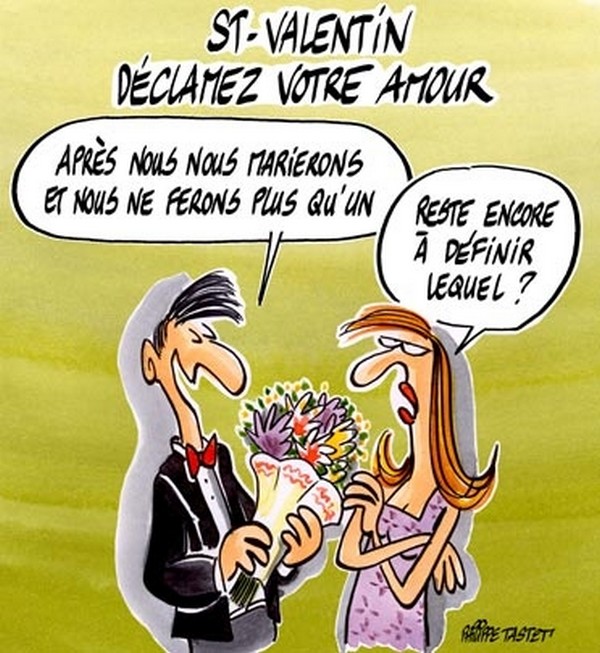 ST-VALENTiN
DÉCLAMEZ VOTRE AMOUR
APRÈS NOUS NOUS MARIERONS
ET NOUS NE FERONS PLUS QU'UN
RESTE ENCORE
À DÉFINIR
LEQUEL ?
PHILIPPE TASTET